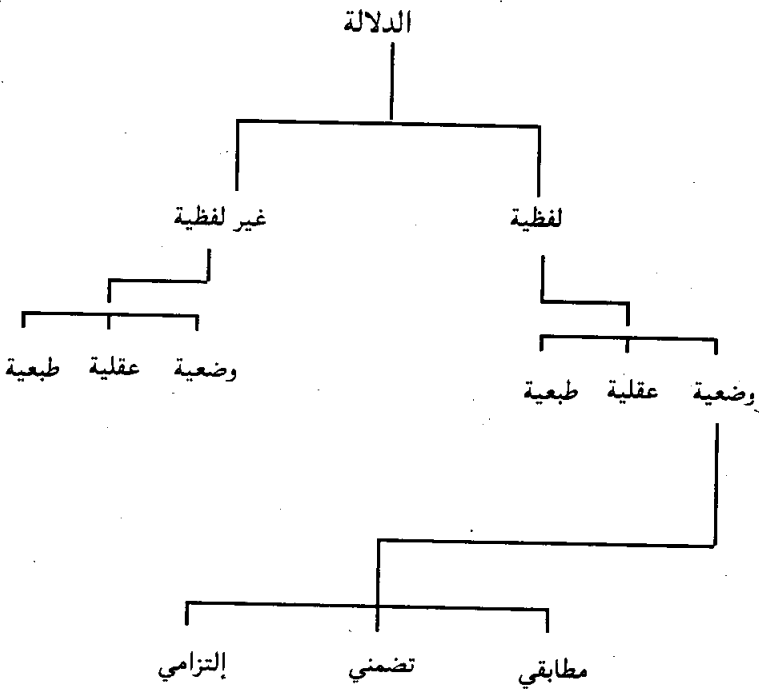 الدلالة
لفظية غير لفظية
وضعية عقلية طبعية وضعية عقلية طبعية
مطابقي تضمني إلتزامي